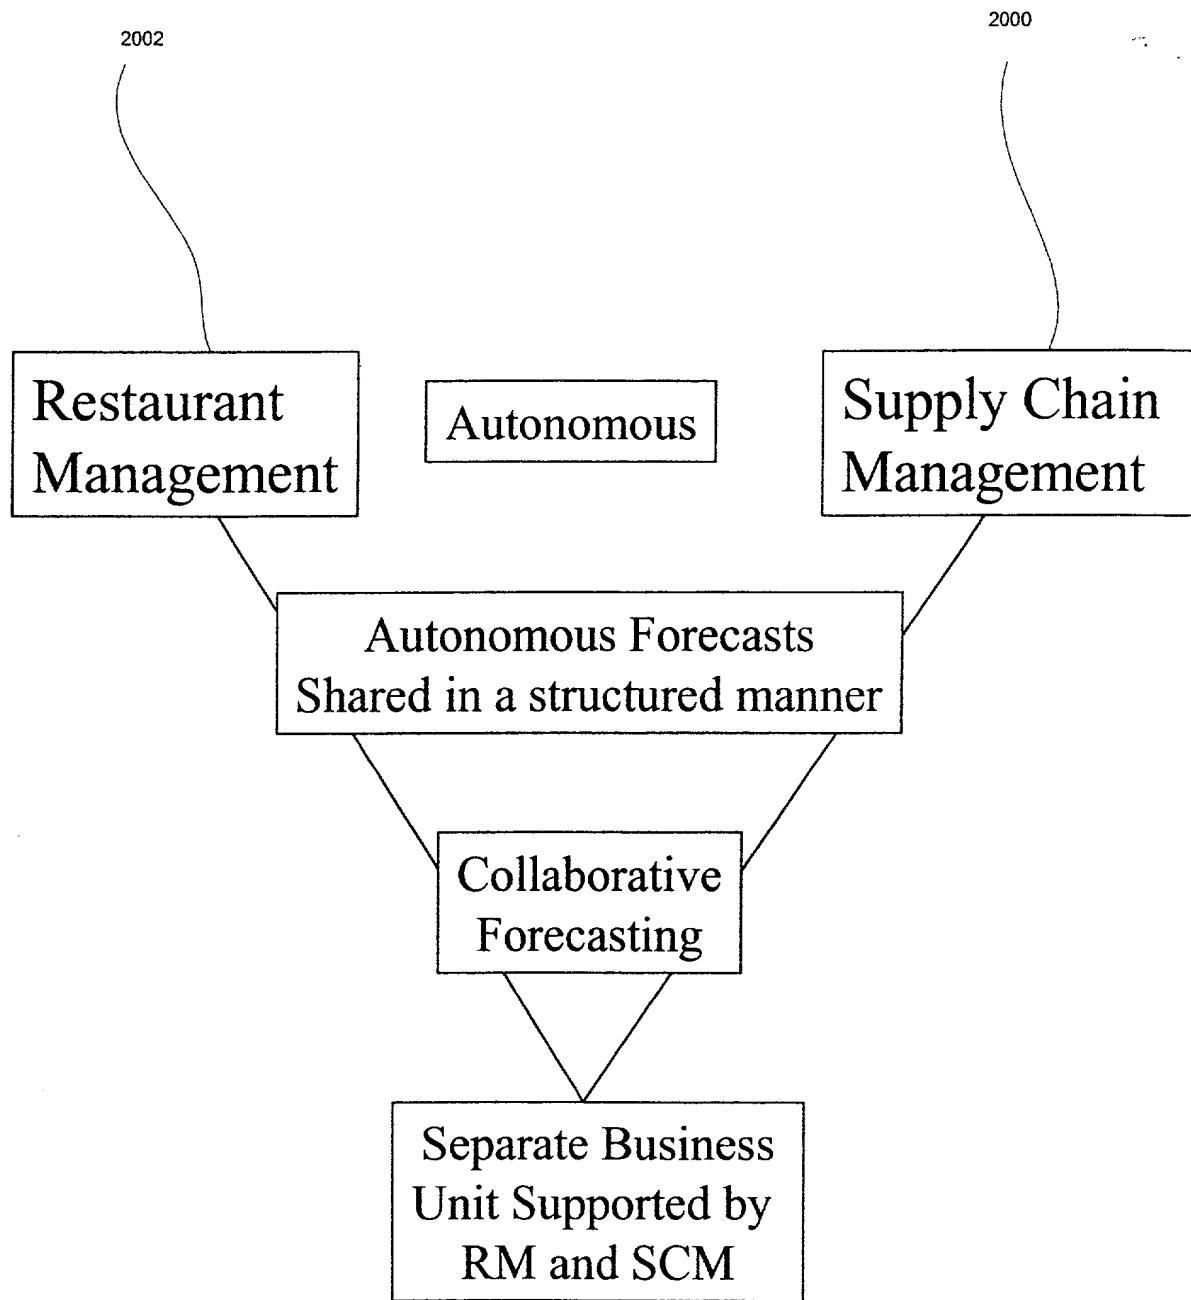 2002
2000
Restaurant
Management
Autonomous
Supply Chain
Management
Autonomous Forecasts
Shared in a structured manner
Collaborative
Forecasting
Separate Business
Unit Supported by
RM and SCM